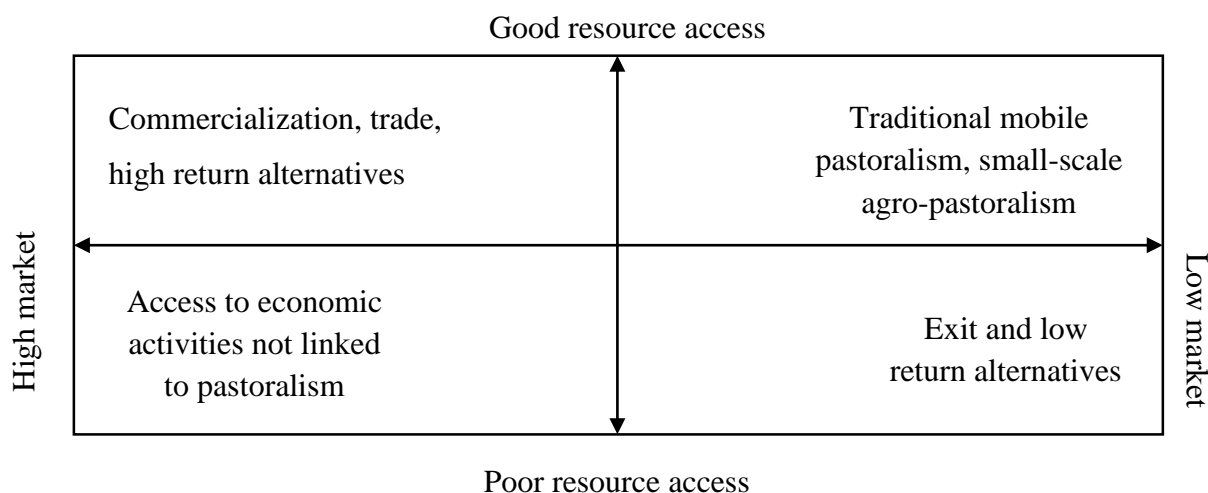 Good resource access
Commercialization, trade,
high return alternatives
Traditional mobile
pastoralism, small-scale
agro-pastoralism
High market
Low market
Access to economic
activities not linked
to pastoralism
Exit and low
return alternatives
Poor resource access